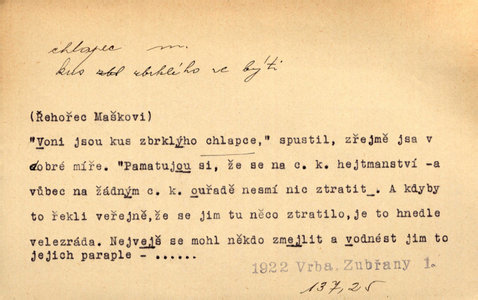 chlapec m.
kus zbrklého ve býti
(Řehořec Maškovi)
"Voni jsou kus zbrklýho chlapce," spustil, zřejmě jsa v
dobré míře. "Pamatujou si, že se na c. k. hejtmanství -a
vůbec na žádným c. k. ouřadě nesmí nic ztratit . A kdyby
to řekli veřejně,že se jim tu něco ztratilo,je to hnedle
velezráda. Nejvejš se mohl někdo zmejlit a vodnést jim to
jejich paraple - ......
1922 Vrba. Zubřany 1.
137, 25